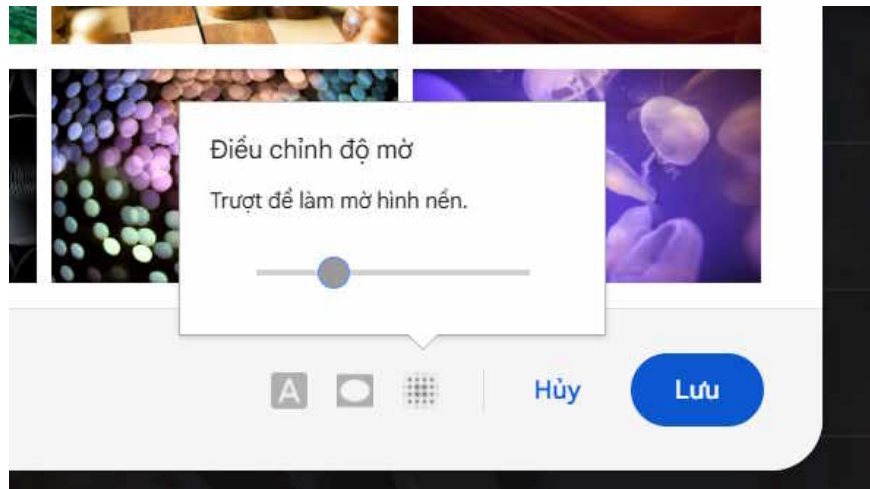 Điều chỉnh độ mờ
Trượt để làm mờ hình nền.
A
Hủy
Lưu